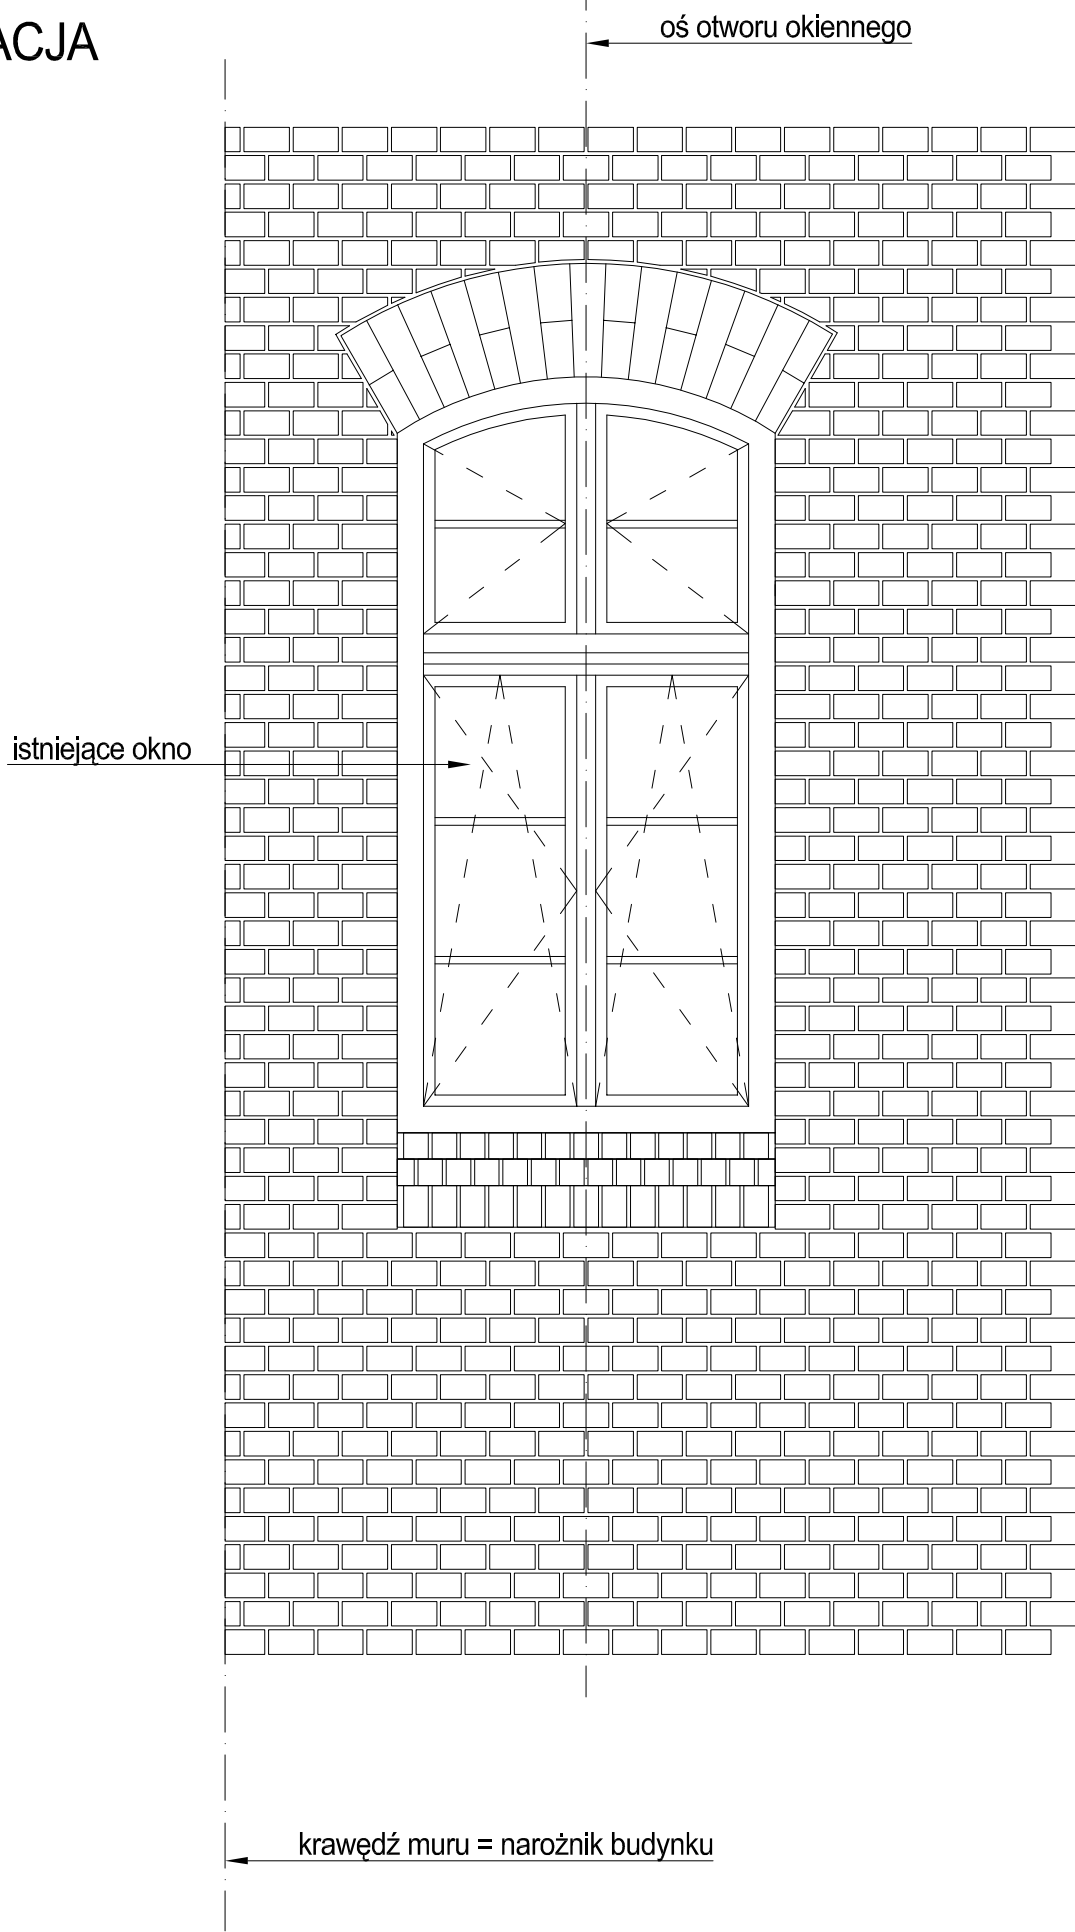 ACJA
oś otworu okiennego
istniejące okno
krawędź muru = narożnik budynku